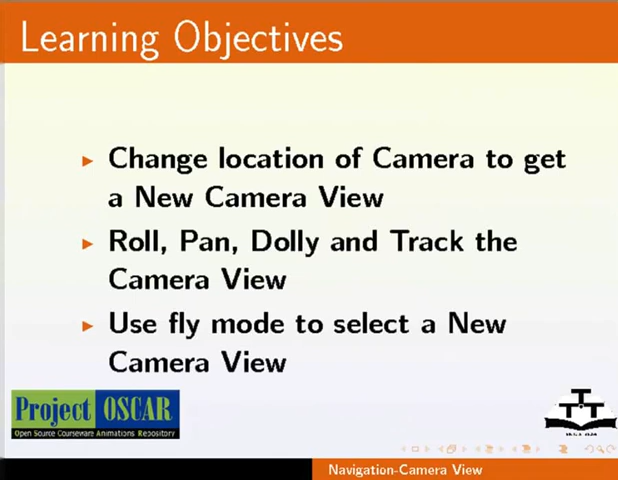 Learning Objectives
Change location of Camera to get
a New Camera View
Roll, Pan, Dolly and Track the
Camera View
Use fly mode to select a New
Camera View
Project OSCAR
Open Source Courseware Animations Repository
Navigation-Camera View